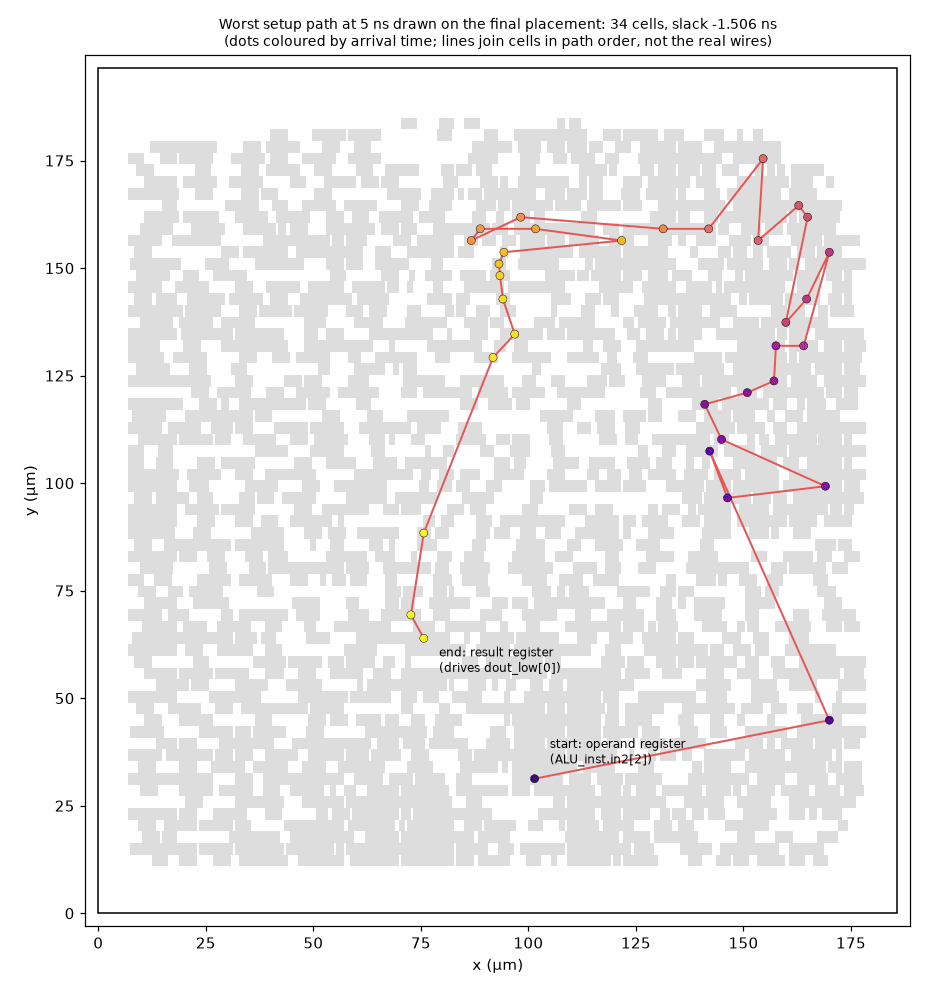 Worst setup path at 5 ns drawn on the final placement: 34 cells, slack -1.506 ns
(dots coloured by arrival time; lines join cells in path order, not the real wires)
175
150
125
100
75
50
25
0
y (µm)
end: result register
(drives dout_low[0])
start: operand register
(ALU_inst.in2[2])
0 25 50 75 100 125 150 175
x (µm)